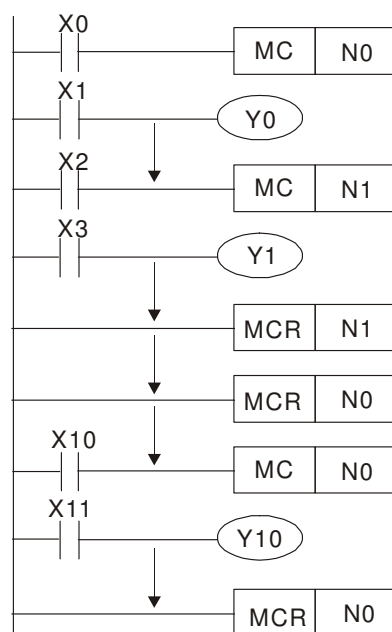 X0
MC N0
X1
Y0
X2
MC N1
X3
Y1
MCR N1
MCR N0
X10
MC N0
X11
Y10
MCR N0